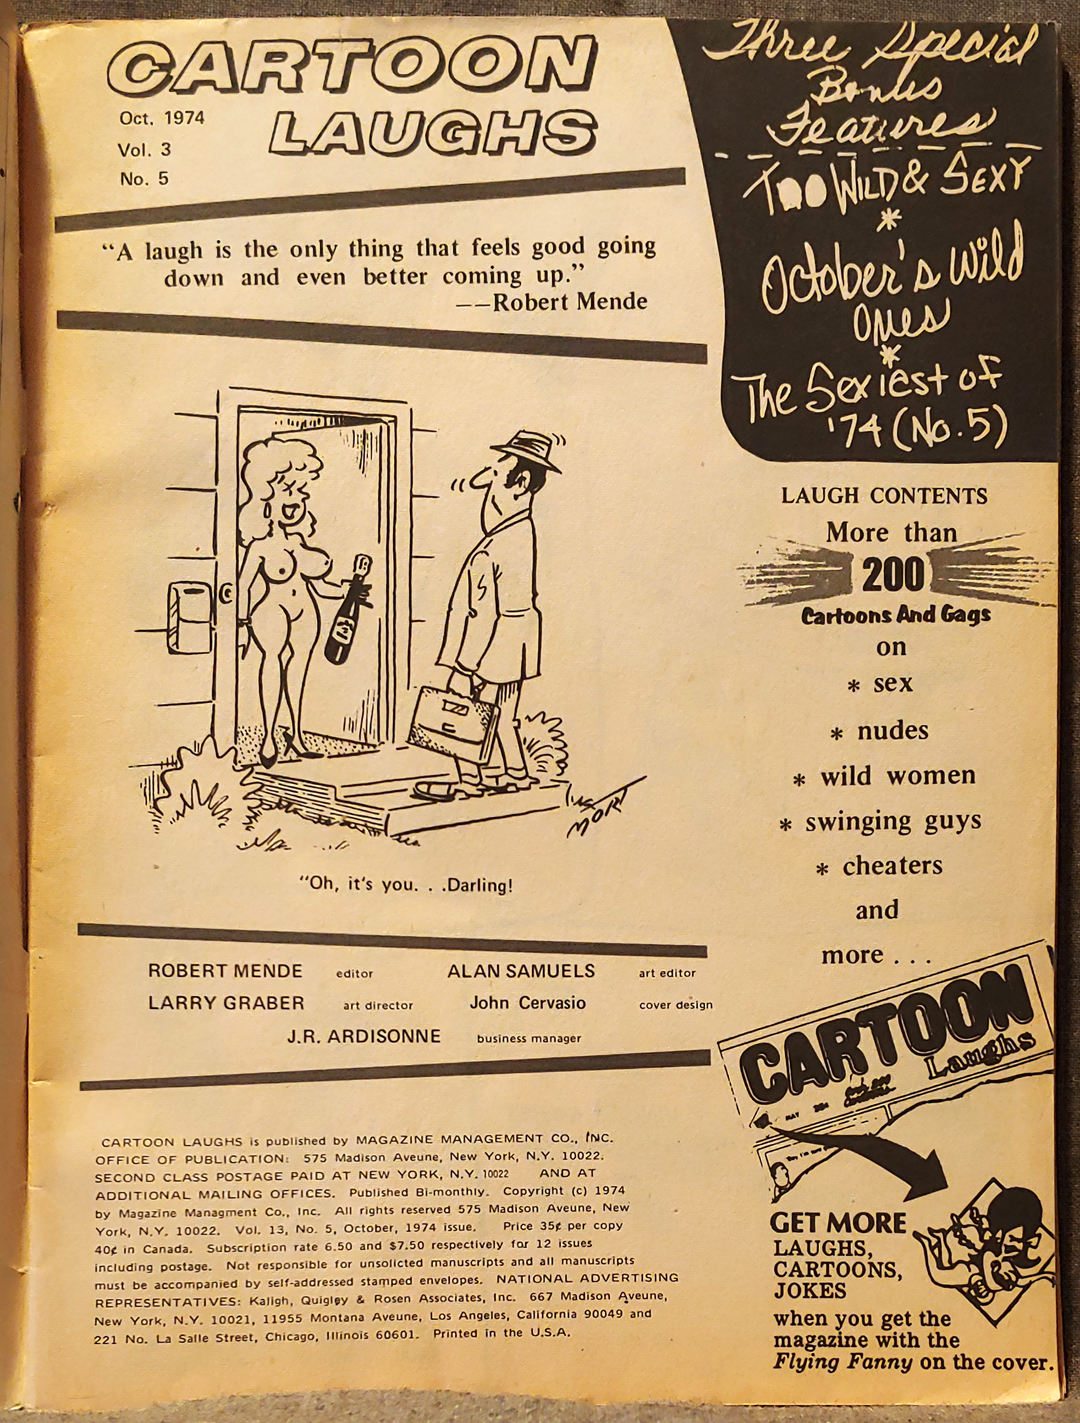 CARTOON
LAUGHS
Oct. 1974
Vol. 3
No. 5
“A laugh is the only thing that feels good going
down and even better coming up.”
——Robert Mende
MORT
“Oh, it's you. . .Darling!
ROBERT MENDE editor ALAN SAMUELS art editor
LARRY GRABER art director John Cervasio cover design
J.R. ARDISONNE business manager
CARTOON LAUGHS is published by MAGAZINE MANAGEMENT CO., INC.
OFFICE OF PUBLICATION: 575 Madison Aveune, New York, N.Y. 10022.
SECOND CLASS POSTAGE PAID AT NEW YORK, N.Y. 10022 AND AT
ADDITIONAL MAILING OFFICES. Published Bi-monthly. Copyright (c) 1974
by Magazine Managment Co., Inc. All rights reserved 575 Madison Aveune, New
York, N.Y. 10022. Vol. 13, No. 5, October, 1974 issue. Price 35¢ per copy
40¢ in Canada. Subscription rate 6.50 and $7.50 respectively for 12 issues
including postage. Not responsible for unsolicted manuscripts and all manuscripts
must be accompanied by self-addressed stamped envelopes. NATIONAL ADVERTISING
REPRESENTATIVES: Kaligh, Quigley & Rosen Associates, Inc. 667 Madison Aveune,
New York, N.Y. 10021, 11955 Montana Aveune, Los Angeles, California 90049 and
221 No. La Salle Street, Chicago, Illinois 60601. Printed in the U.S.A.
Three Special
Bonus
Features
TOO WILD & SEXY
*
October's Wild
Ones
*
The Sexiest of
'74 (No. 5)
LAUGH CONTENTS
More than
200
Cartoons And Gags
on
* sex
* nudes
* wild women
* swinging guys
* cheaters
and
more . . .
CARTOON
Laughs
MAY
GET MORE
LAUGHS,
CARTOONS,
JOKES
when you get the
magazine with the
Flying Fanny on the cover.